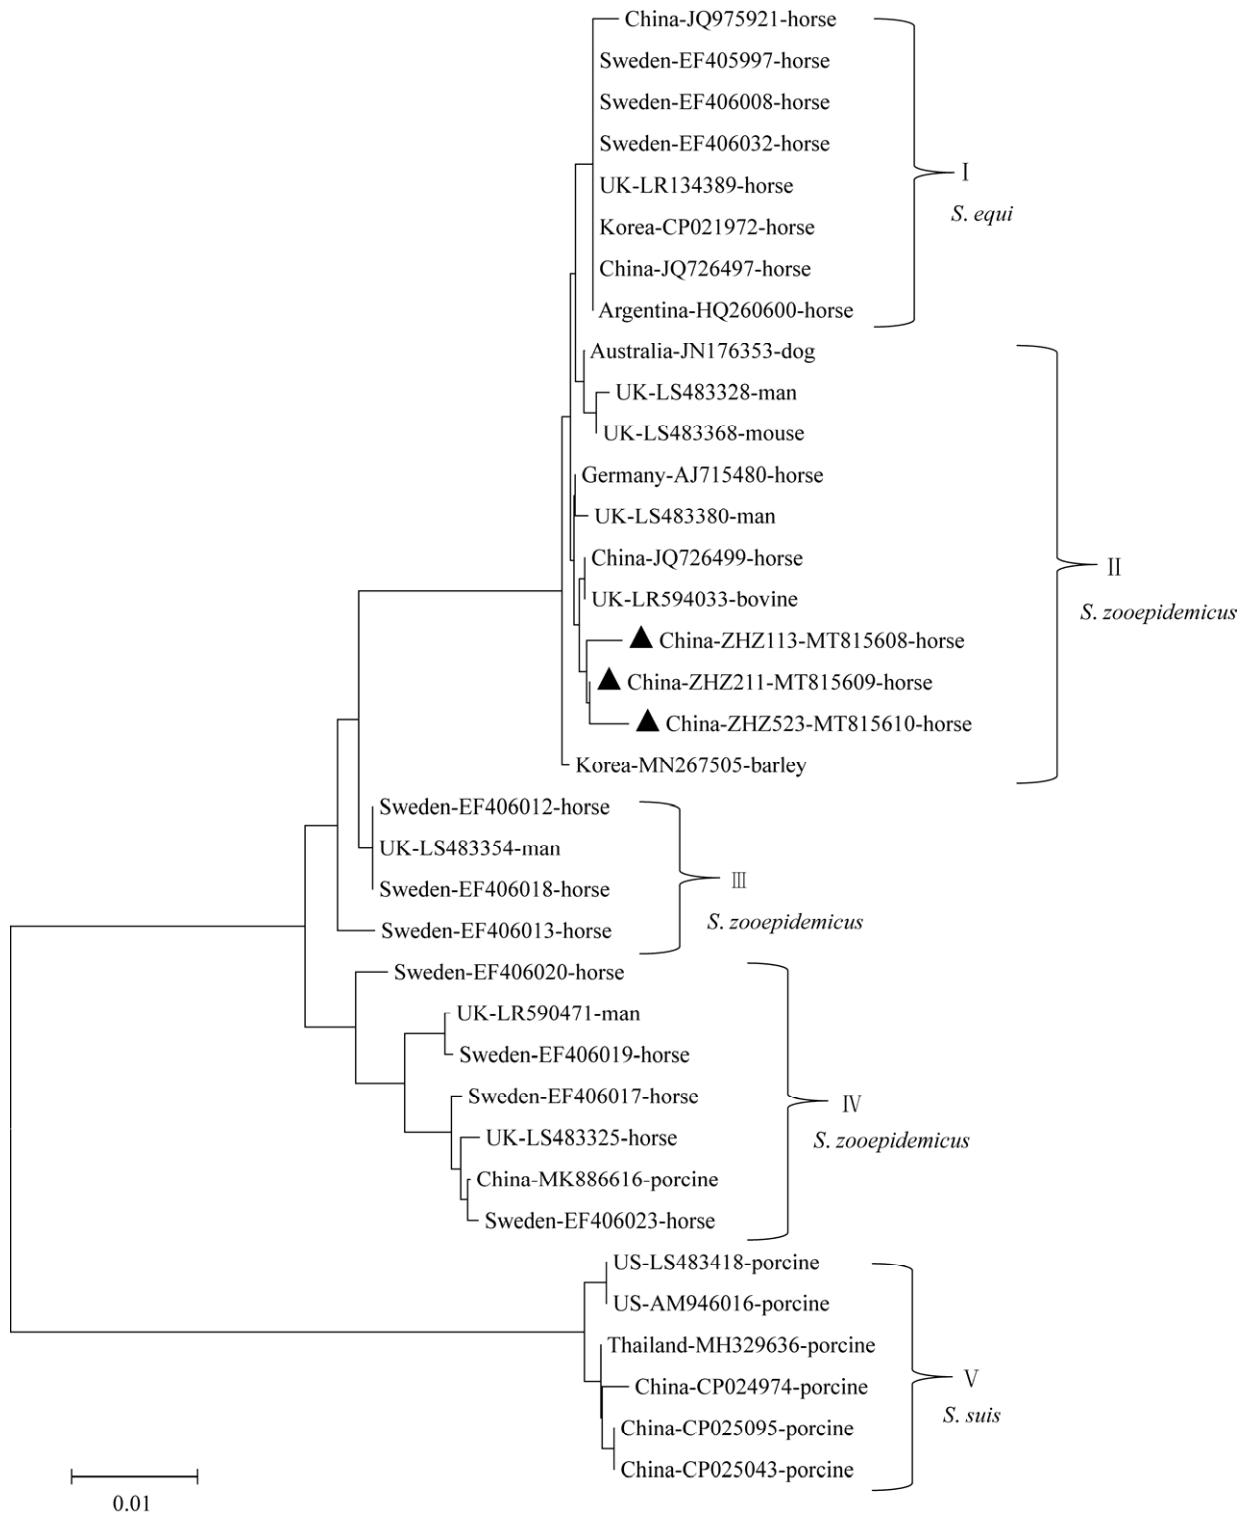 China-JQ975921-horse
Sweden-EF405997-horse
Sweden-EF406008-horse
Sweden-EF406032-horse
UK-LR134389-horse
Korea-CP021972-horse
China-JQ726497-horse
Argentina-HQ260600-horse
I
S. equi
Australia-JN176353-dog
UK-LS483328-man
UK-LS483368-mouse
Germany-AJ715480-horse
UK-LS483380-man
China-JQ726499-horse
UK-LR594033-bovine
China-ZHZ113-MT815608-horse
China-ZHZ211-MT815609-horse
China-ZHZ523-MT815610-horse
Korea-MN267505-barley
II
S. zooepidemicus
Sweden-EF406012-horse
UK-LS483354-man
Sweden-EF406018-horse
Sweden-EF406013-horse
III
S. zooepidemicus
Sweden-EF406020-horse
UK-LR590471-man
Sweden-EF406019-horse
Sweden-EF406017-horse
UK-LS483325-horse
China-MK886616-porcine
Sweden-EF406023-horse
IV
S. zooepidemicus
US-LS483418-porcine
US-AM946016-porcine
Thailand-MH329636-porcine
China-CP024974-porcine
China-CP025095-porcine
China-CP025043-porcine
V
S. suis
0.01